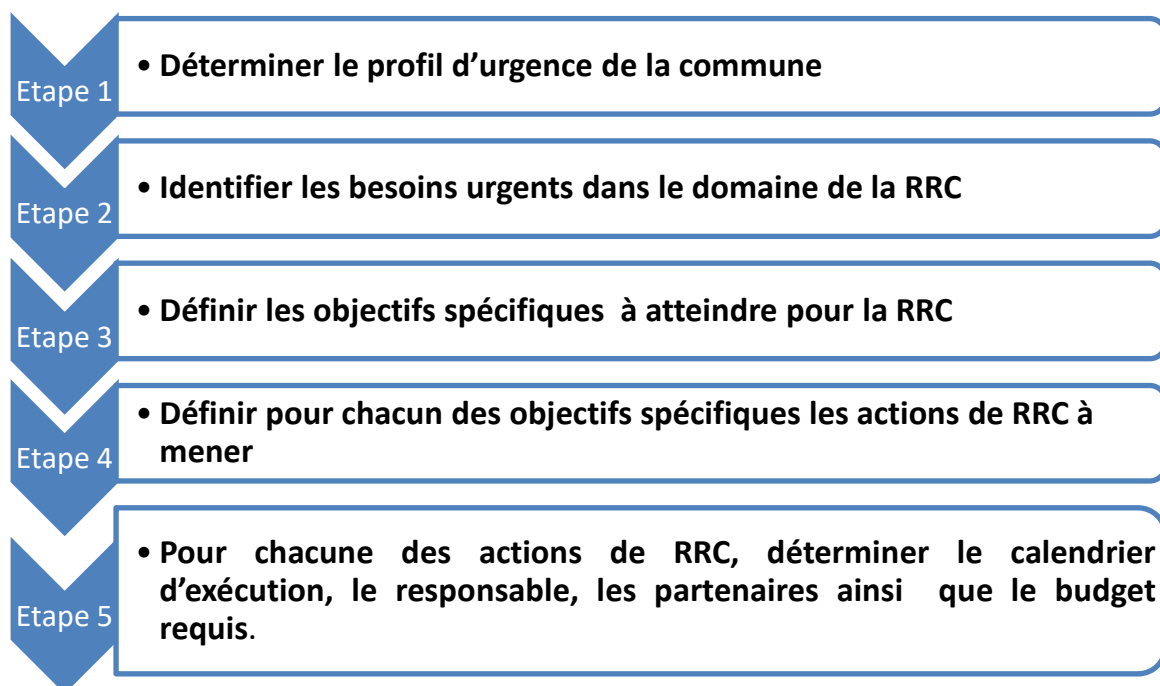 Etape 1
• Déterminer le profil d’urgence de la commune
Etape 2
• Identifier les besoins urgents dans le domaine de la RRC
Etape 3
• Définir les objectifs spécifiques à atteindre pour la RRC
Etape 4
• Définir pour chacun des objectifs spécifiques les actions de RRC à
mener
Etape 5
• Pour chacune des actions de RRC, déterminer le calendrier
d’exécution, le responsable, les partenaires ainsi que le budget
requis.